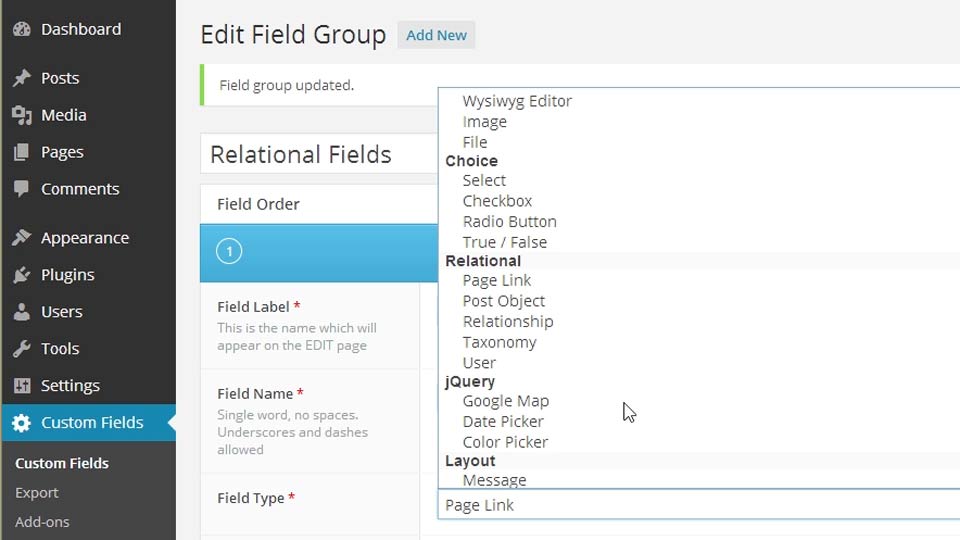 Dashboard
Posts
Media
Pages
Comments
Appearance
Plugins
Users
Tools
Settings
Custom Fields
Custom Fields
Export
Add-ons
Edit Field Group
Add New
Field group updated.
Relational Fields
Field Order
1
Field Label *
This is the name which will
appear on the EDIT page
Field Name *
Single word, no spaces.
Underscores and dashes
allowed
Field Type *
Wysiwyg Editor
Image
File
Choice
Select
Checkbox
Radio Button
True / False
Relational
Page Link
Post Object
Relationship
Taxonomy
User
jQuery
Google Map
Date Picker
Color Picker
Layout
Message
Page Link